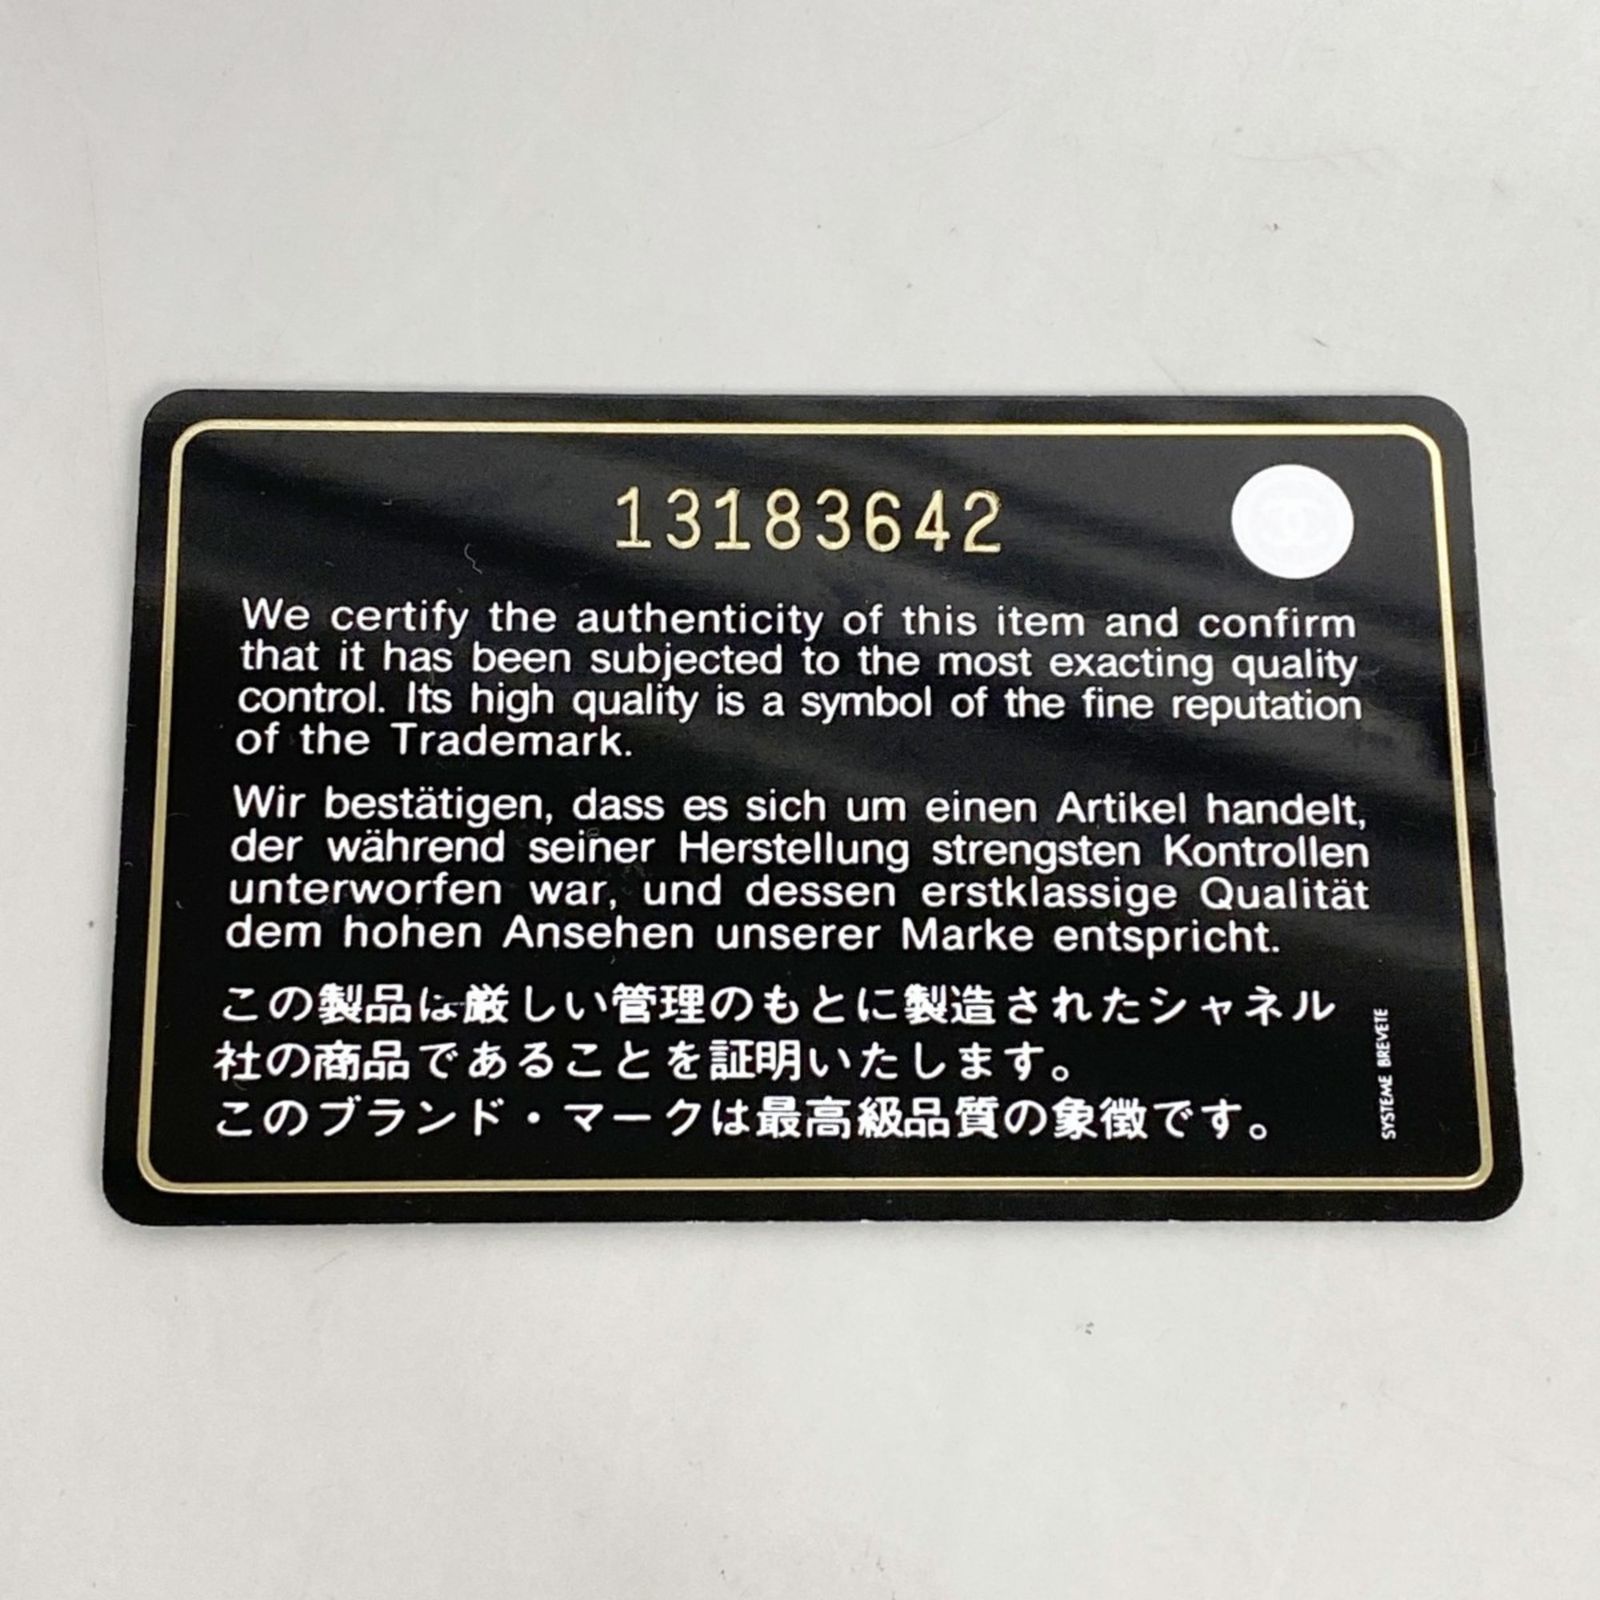 13183642
We certify the authenticity of this item and confirm
that it has been subjected to the most exacting quality
control. Its high quality is a symbol of the fine reputation
of the Trademark.
Wir bestätigen, dass es sich um einen Artikel handelt,
der während seiner Herstellung strengsten Kontrollen
unterworfen war, und dessen erstklassige Qualität
dem hohen Ansehen unserer Marke entspricht.
この製品は厳しい管理のもとに製造されたシャネル
社の商品であることを証明いたします。
このブランド・マークは最高級品質の象徴です。
SYSTEME BREVETE